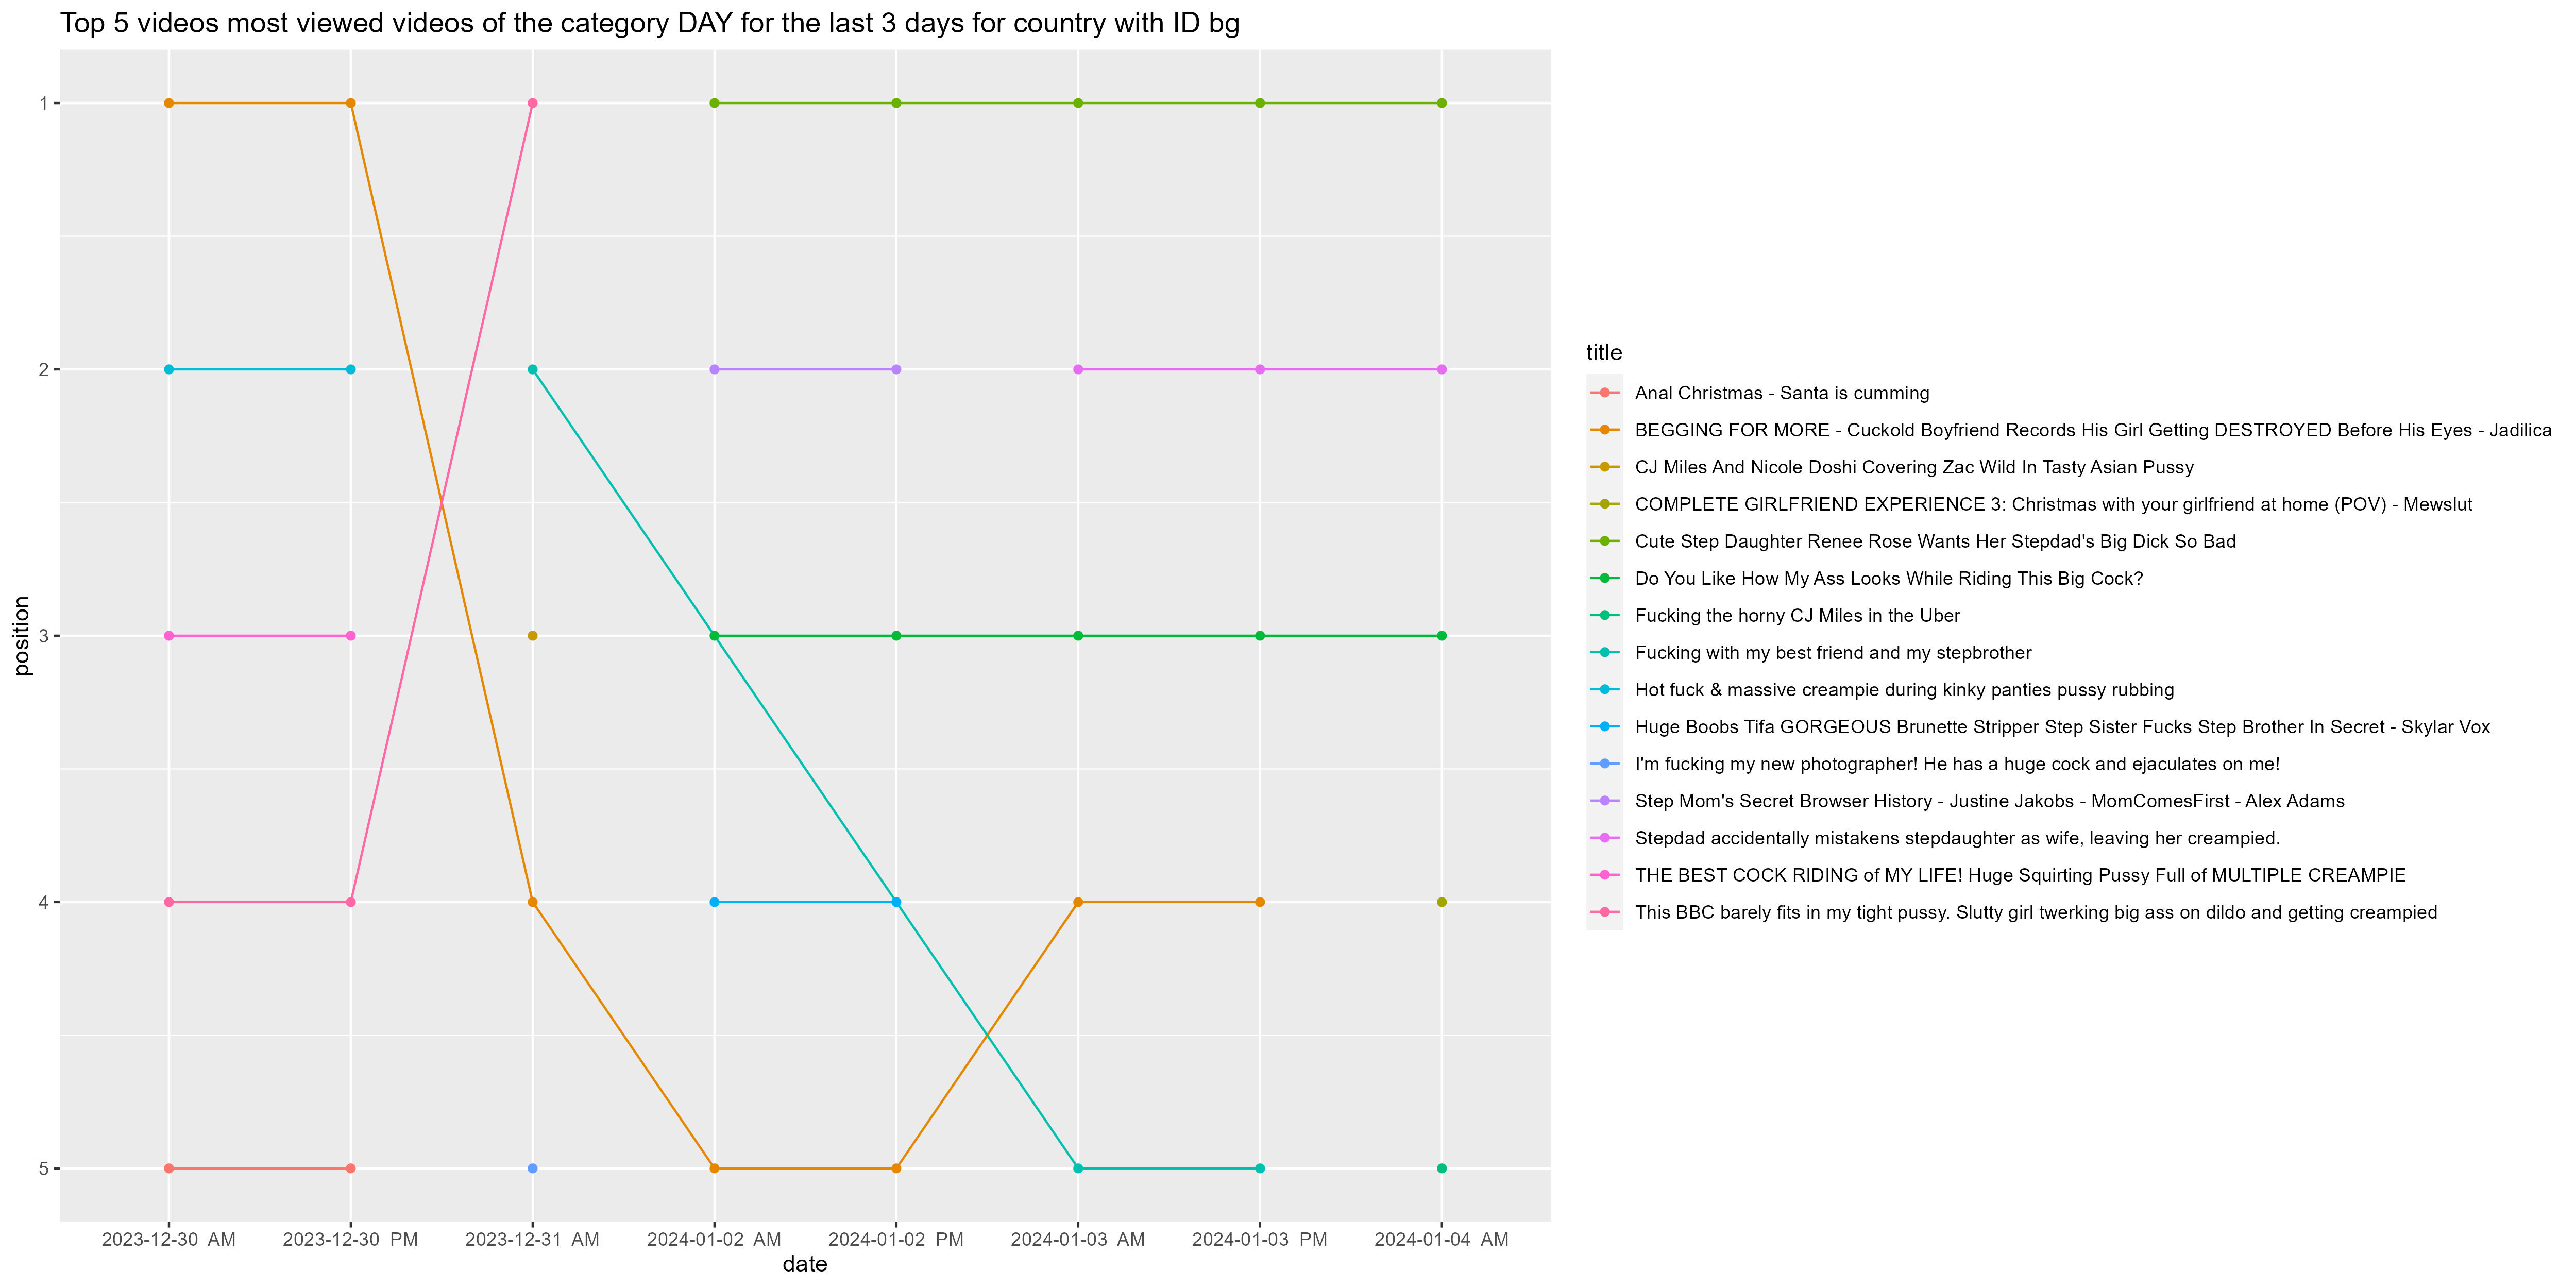 Top 5 videos most viewed videos of the category DAY for the last 3 days for country with ID bg
position
1
2
3
4
5
2023-12-30 AM
2023-12-30 PM
2023-12-31 AM
2024-01-02 AM
2024-01-02 PM
2024-01-03 AM
2024-01-03 PM
2024-01-04 AM
date
title
Anal Christmas - Santa is cumming
BEGGING FOR MORE - Cuckold Boyfriend Records His Girl Getting DESTROYED Before His Eyes - Jadilica
CJ Miles And Nicole Doshi Covering Zac Wild In Tasty Asian Pussy
COMPLETE GIRLFRIEND EXPERIENCE 3: Christmas with your girlfriend at home (POV) - Mewslut
Cute Step Daughter Renee Rose Wants Her Stepdad's Big Dick So Bad
Do You Like How My Ass Looks While Riding This Big Cock?
Fucking the horny CJ Miles in the Uber
Fucking with my best friend and my stepbrother
Hot fuck & massive creampie during kinky panties pussy rubbing
Huge Boobs Tifa GORGEOUS Brunette Stripper Step Sister Fucks Step Brother In Secret - Skylar Vox
I'm fucking my new photographer! He has a huge cock and ejaculates on me!
Step Mom's Secret Browser History - Justine Jakobs - MomComesFirst - Alex Adams
Stepdad accidentally mistakens stepdaughter as wife, leaving her creampied.
THE BEST COCK RIDING of MY LIFE! Huge Squirting Pussy Full of MULTIPLE CREAMPIE
This BBC barely fits in my tight pussy. Slutty girl twerking big ass on dildo and getting creampied